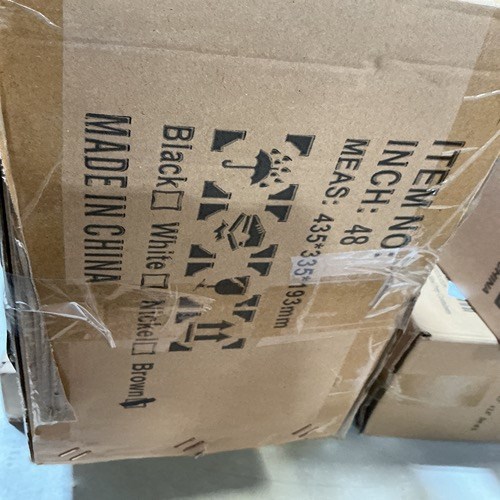 ITEM NO:
INCH: 48
MEAS: 435*335*193mm
Black□ White□ Nickel□ Brown□
MADE IN CHINA